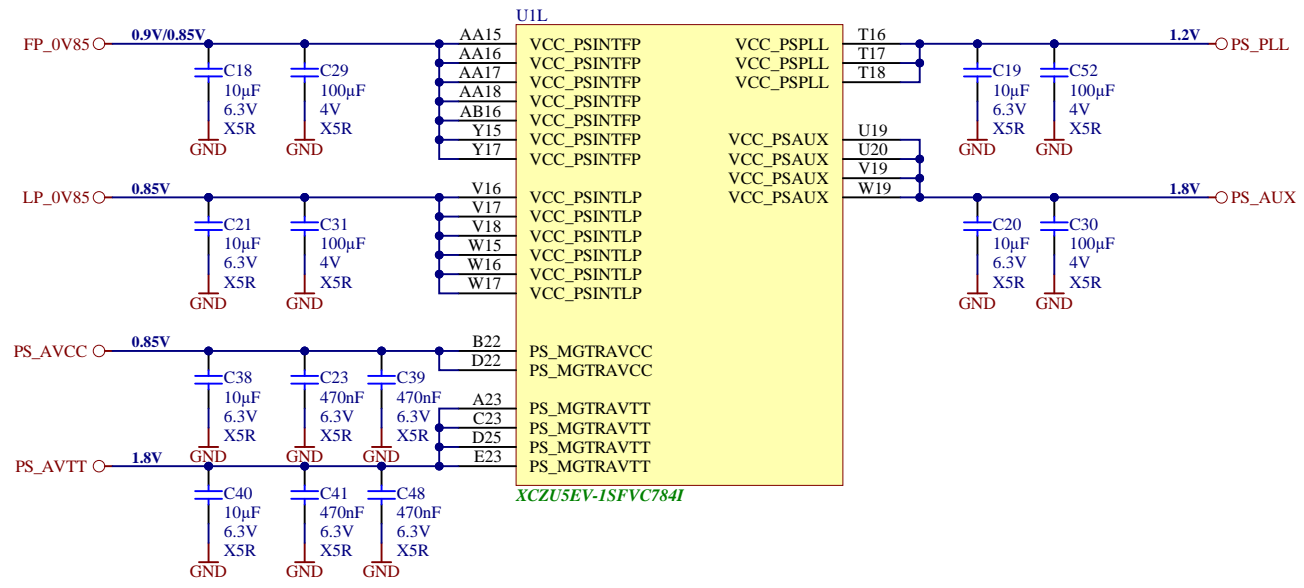 U1L
FP_0V85
0.9V/0.85V
C18
10µF
6.3V
X5R
GND
C29
100µF
4V
X5R
GND
AA15 VCC_PSINTFP
AA16 VCC_PSINTFP
AA17 VCC_PSINTFP
AA18 VCC_PSINTFP
AB16 VCC_PSINTFP
Y15 VCC_PSINTFP
Y17 VCC_PSINTFP
VCC_PSPLL T16
VCC_PSPLL T17
VCC_PSPLL T18
1.2V
PS_PLL
C19
10µF
6.3V
X5R
GND
C52
100µF
4V
X5R
GND
VCC_PSAUX U19
VCC_PSAUX U20
VCC_PSAUX V19
VCC_PSAUX W19
1.8V
PS_AUX
C20
10µF
6.3V
X5R
GND
C30
100µF
4V
X5R
GND
LP_0V85
0.85V
C21
10µF
6.3V
X5R
GND
C31
100µF
4V
X5R
GND
V16 VCC_PSINTLP
V17 VCC_PSINTLP
V18 VCC_PSINTLP
W15 VCC_PSINTLP
W16 VCC_PSINTLP
W17 VCC_PSINTLP
PS_AVCC
0.85V
C38
10µF
6.3V
X5R
GND
C23
470nF
6.3V
X5R
GND
C39
470nF
6.3V
X5R
GND
B22 PS_MGTRAVCC
D22 PS_MGTRAVCC
A23 PS_MGTRAVTT
C23 PS_MGTRAVTT
D25 PS_MGTRAVTT
E23 PS_MGTRAVTT
PS_AVTT
1.8V
C40
10µF
6.3V
X5R
GND
C41
470nF
6.3V
X5R
GND
C48
470nF
6.3V
X5R
GND
XCZU5EV-1SFVC784I